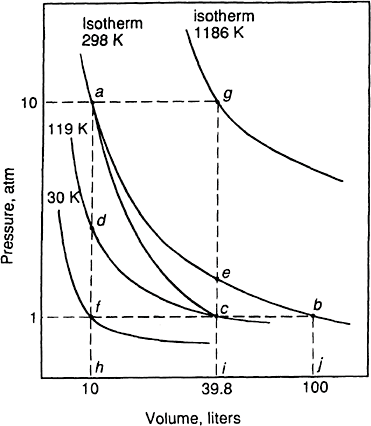 Isotherm
298 K
isotherm
1186 K
10
a
g
119 K
30 K
d
e
f
c
b
1
h
i
j
10
39.8
100
Pressure, atm
Volume, liters